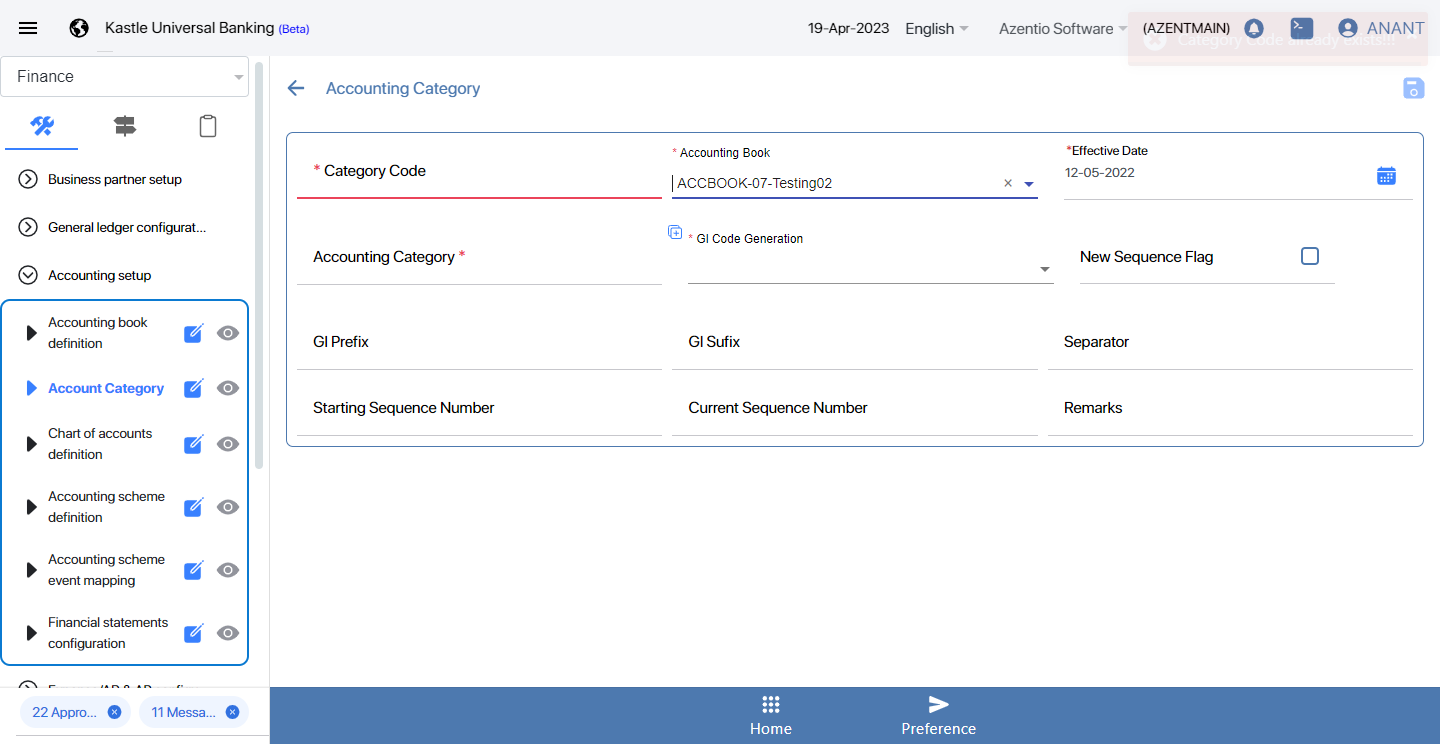 Kastle Universal Banking (Beta)
19-Apr-2023
English
Azentio Software
(AZENTMAIN)
ANANT
Category Code already exists!!!
Finance
Accounting Category
Business partner setup
General ledger configurat...
Accounting setup
Accounting book
definition
Account Category
Chart of accounts
definition
Accounting scheme
definition
Accounting scheme
event mapping
Financial statements
configuration
22 Appro...
11 Messa...
* Category Code
* Accounting Book
ACCBOOK-07-Testing02
*Effective Date
12-05-2022
Accounting Category *
* GI Code Generation
New Sequence Flag
GI Prefix
GI Sufix
Separator
Starting Sequence Number
Current Sequence Number
Remarks
Home
Preference